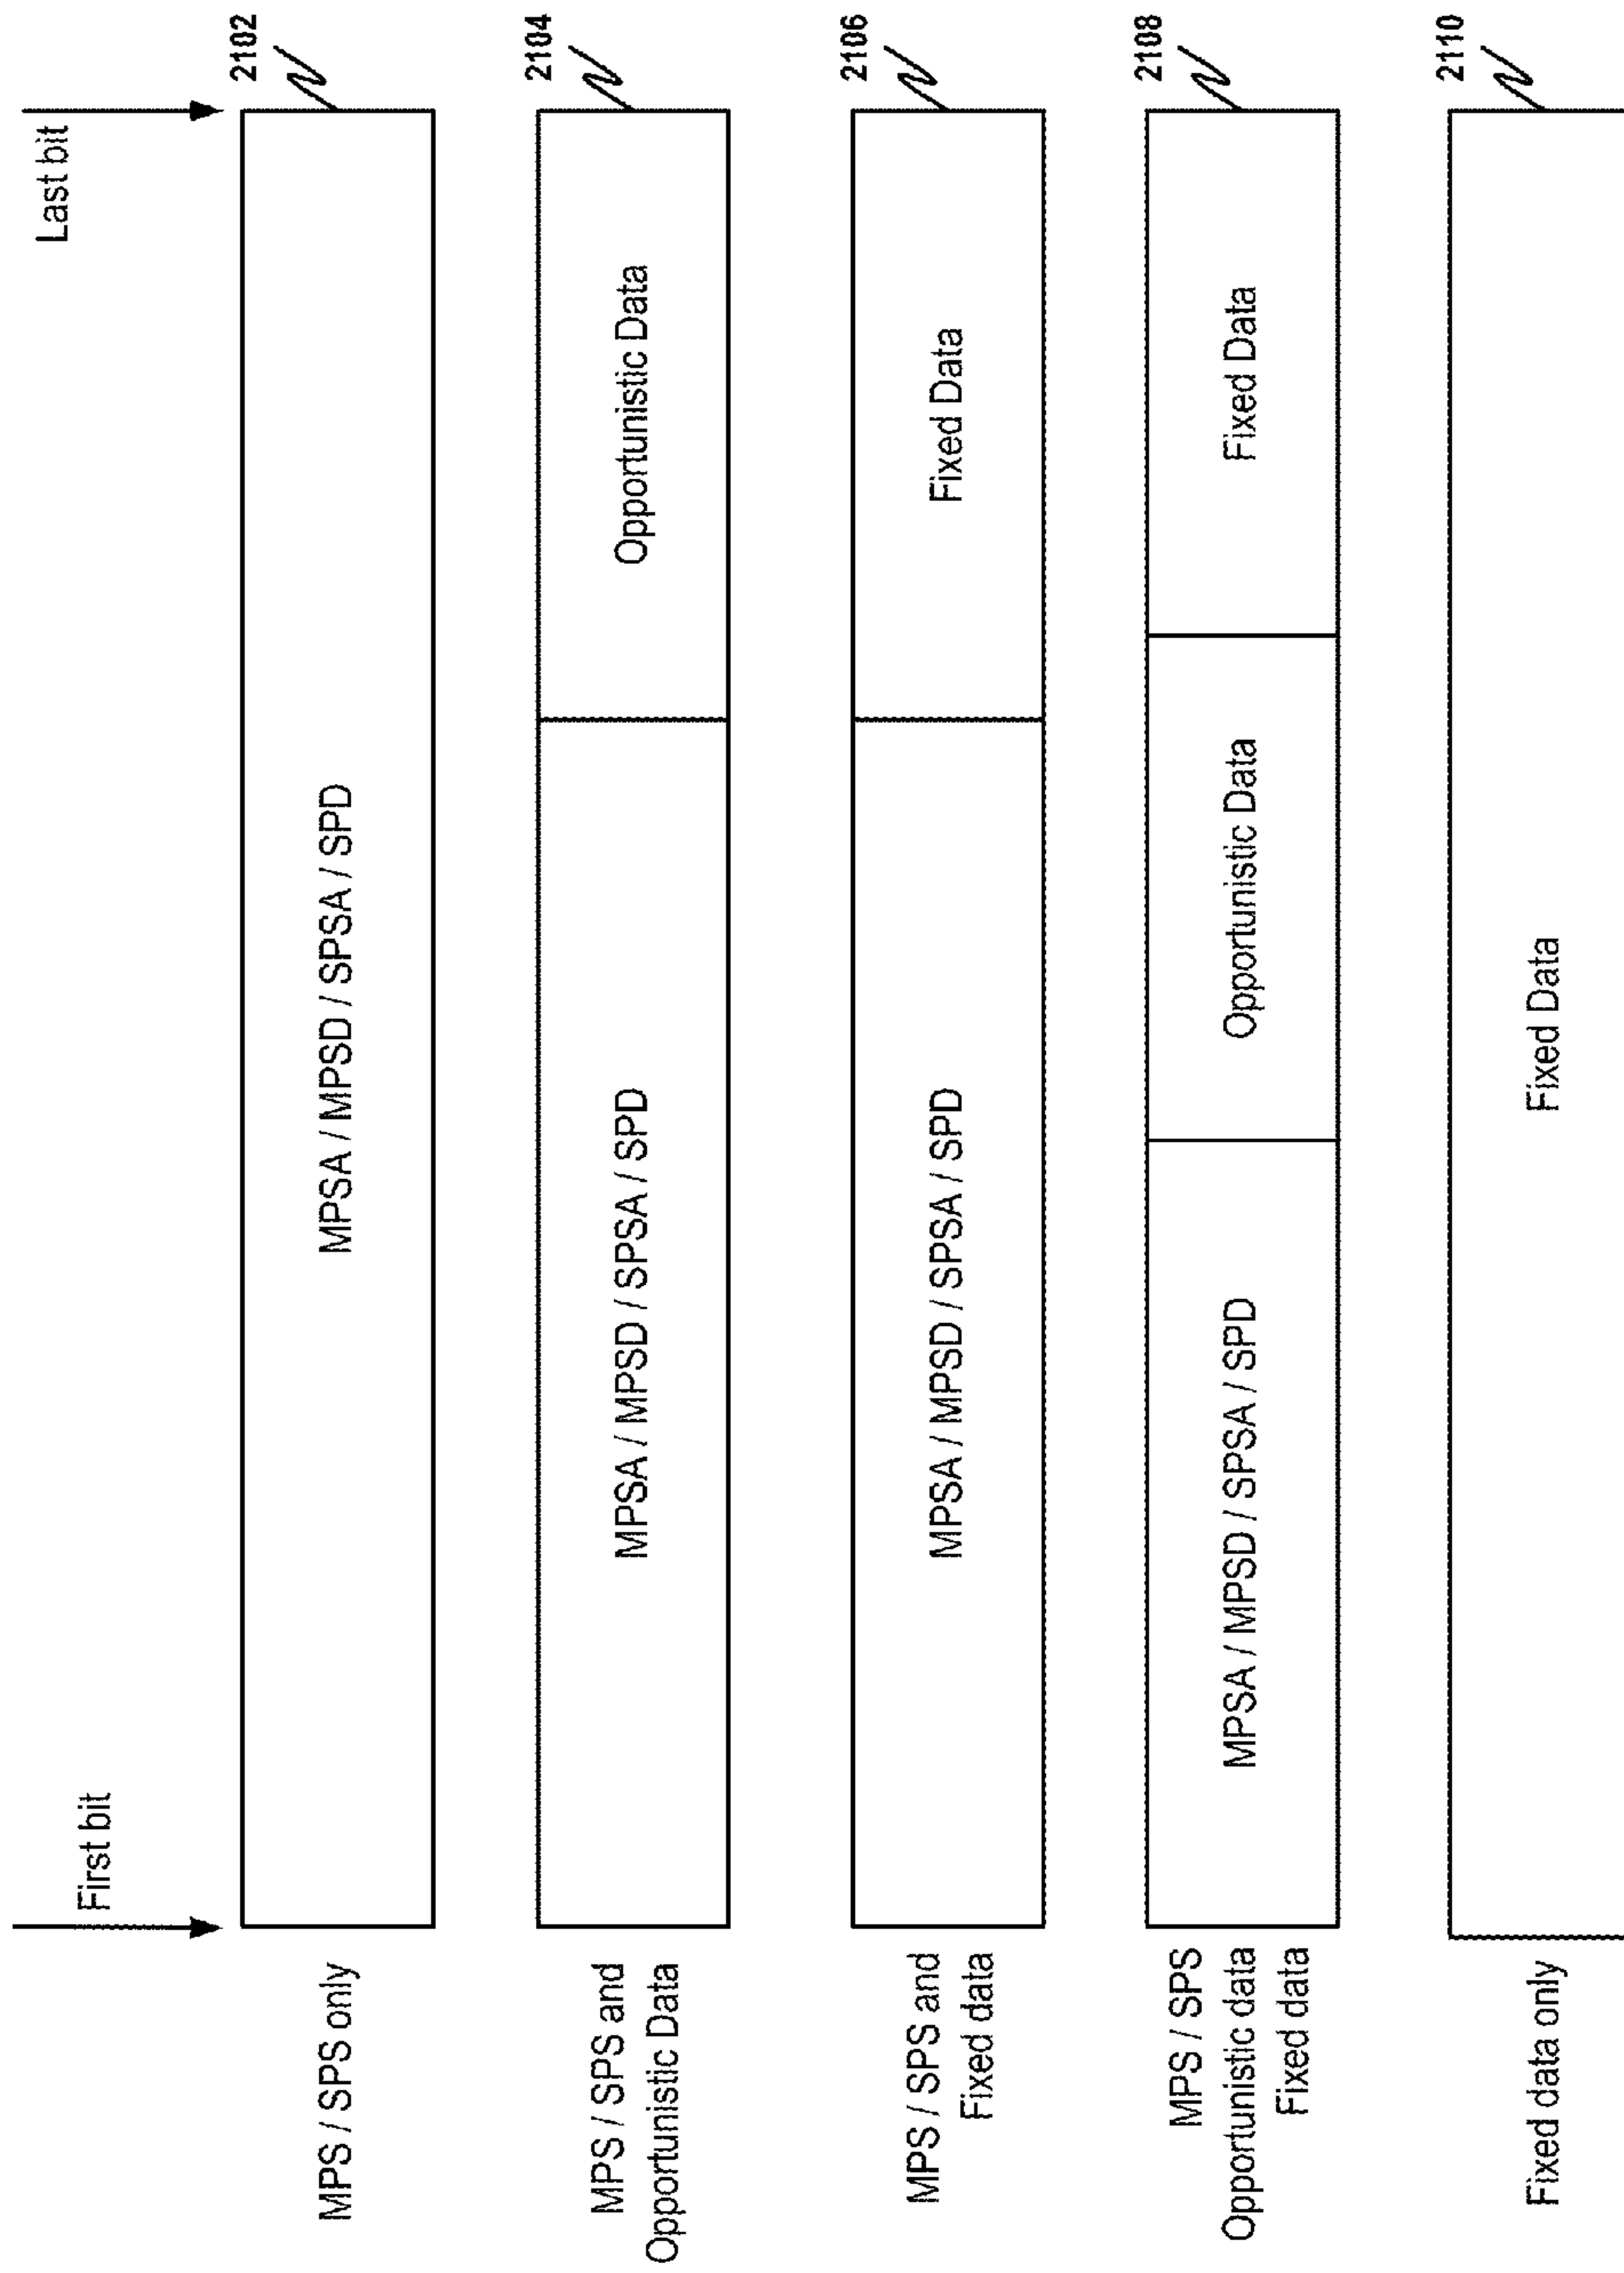 First bit
Last bit
MPS / SPS only
MPSA / MPSD / SPSA / SPD
2102
MPS / SPS and
Opportunistic Data
MPSA / MPSD / SPSA / SPD
Opportunistic Data
2104
MPS / SPS and
Fixed data
MPSA / MPSD / SPSA / SPD
Fixed Data
2106
MPS / SPS
Opportunistic data
Fixed data
MPSA / MPSD / SPSA / SPD
Opportunistic Data
Fixed Data
2108
Fixed data only
Fixed Data
2110